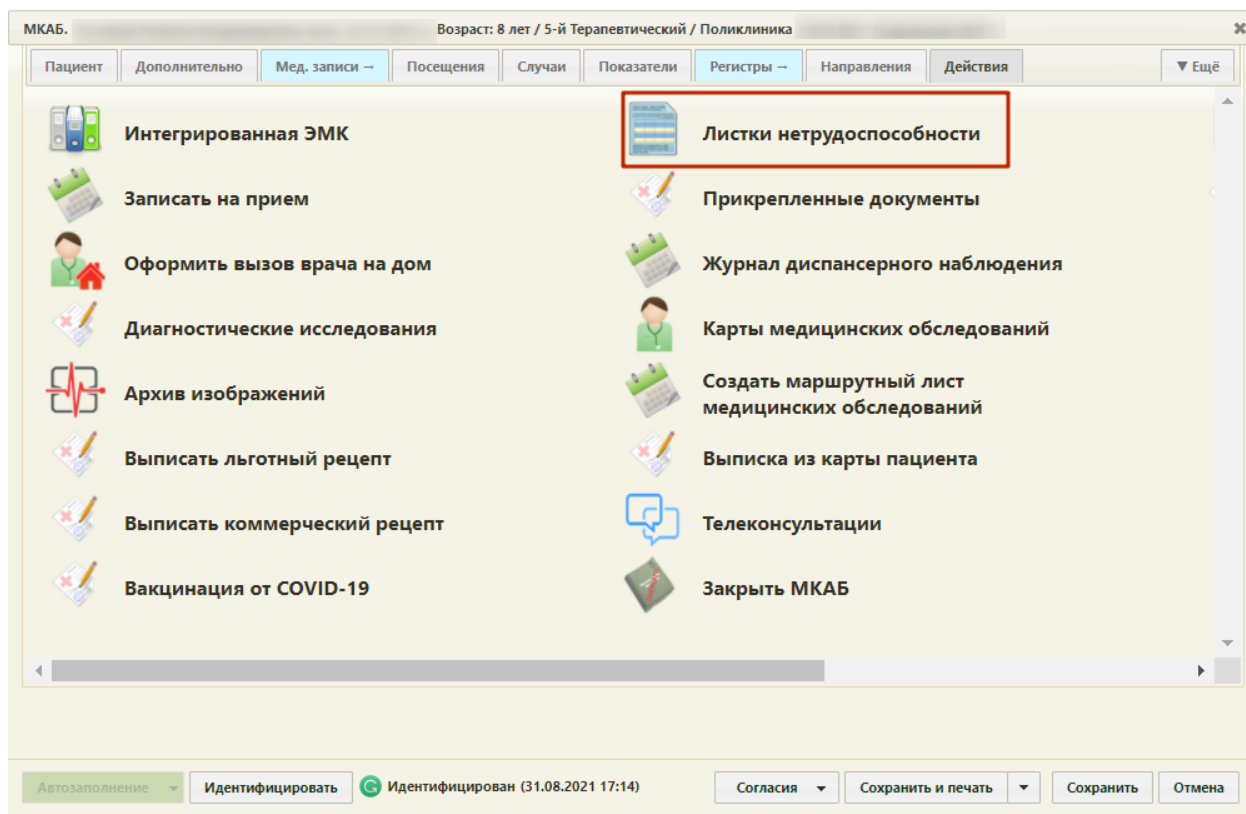 МКАБ. Возраст: 8 лет / 5-й Терапевтический / Поликлиника
Пациент Дополнительно Мед. записи → Посещения Случаи Показатели Регистры → Направления Действия ▼ Ещё
Интегрированная ЭМК
Листки нетрудоспособности
Записать на прием
Прикрепленные документы
Оформить вызов врача на дом
Журнал диспансерного наблюдения
Диагностические исследования
Карты медицинских обследований
Архив изображений
Создать маршрутный лист
медицинских обследований
Выписать льготный рецепт
Выписка из карты пациента
Выписать коммерческий рецепт
Телеконсультации
Вакцинация от COVID-19
Закрыть МКАБ
Автозаполнение Идентифицировать Идентифицирован (31.08.2021 17:14) Согласия Сохранить и печать Сохранить Отмена